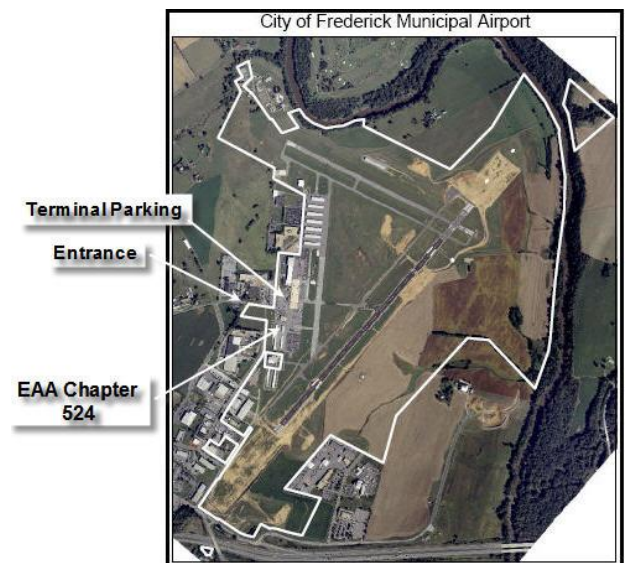 City of Frederick Municipal Airport
Terminal Parking
Entrance
EAA Chapter
524